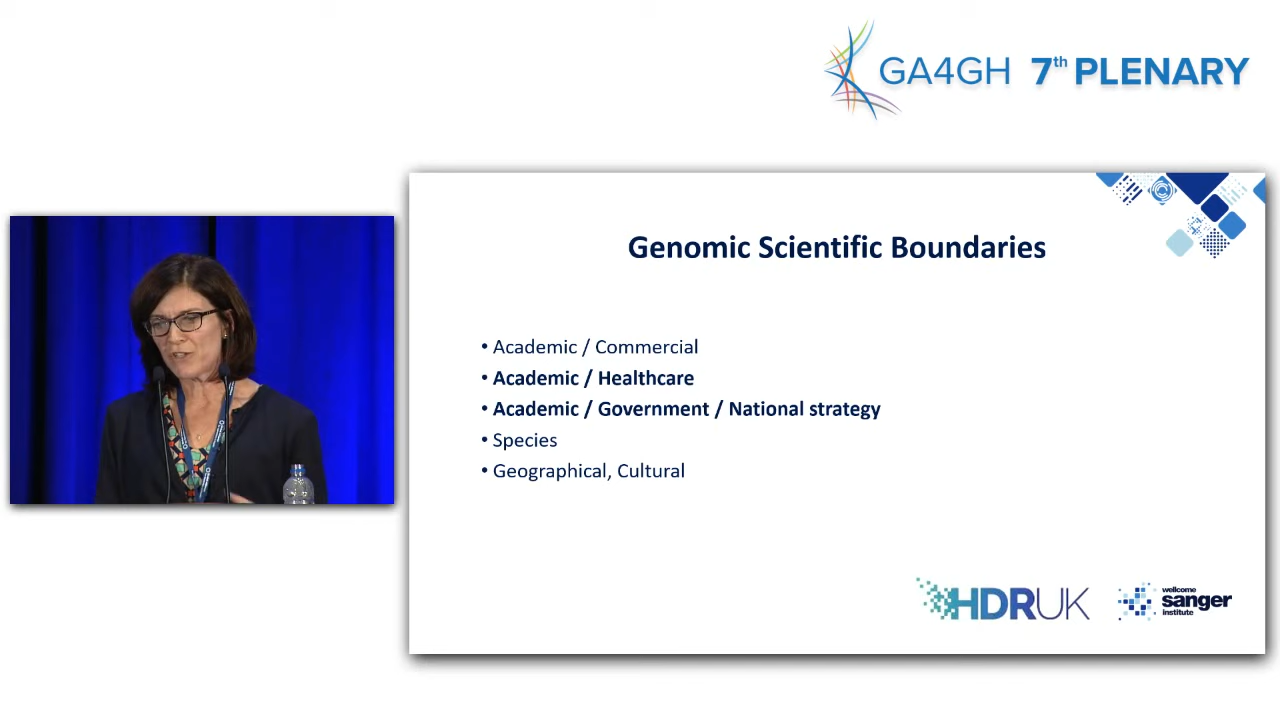 GA4GH 7th PLENARY
Genomic Scientific Boundaries
• Academic / Commercial
• Academic / Healthcare
• Academic / Government / National strategy
• Species
• Geographical, Cultural
HDRUK
wellcome
sanger
institute